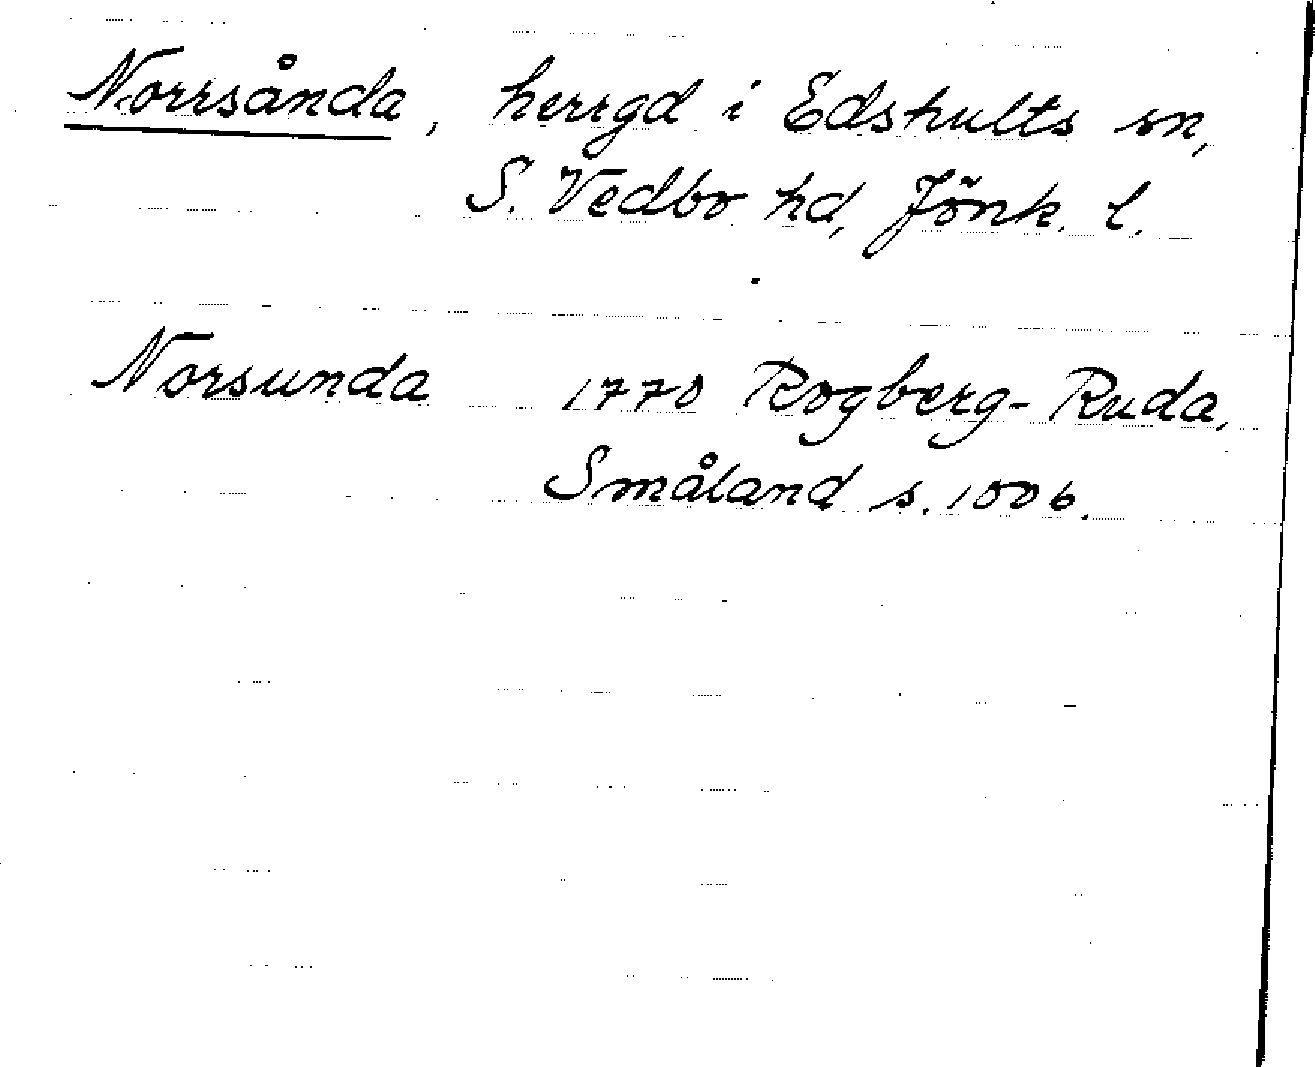 Norrsånda, herrgd i Edshults sn,
S. Vedbo hd, Jönk. l.
Norsunda 1770 Rogberg-Ruda,
Småland s. 1006.